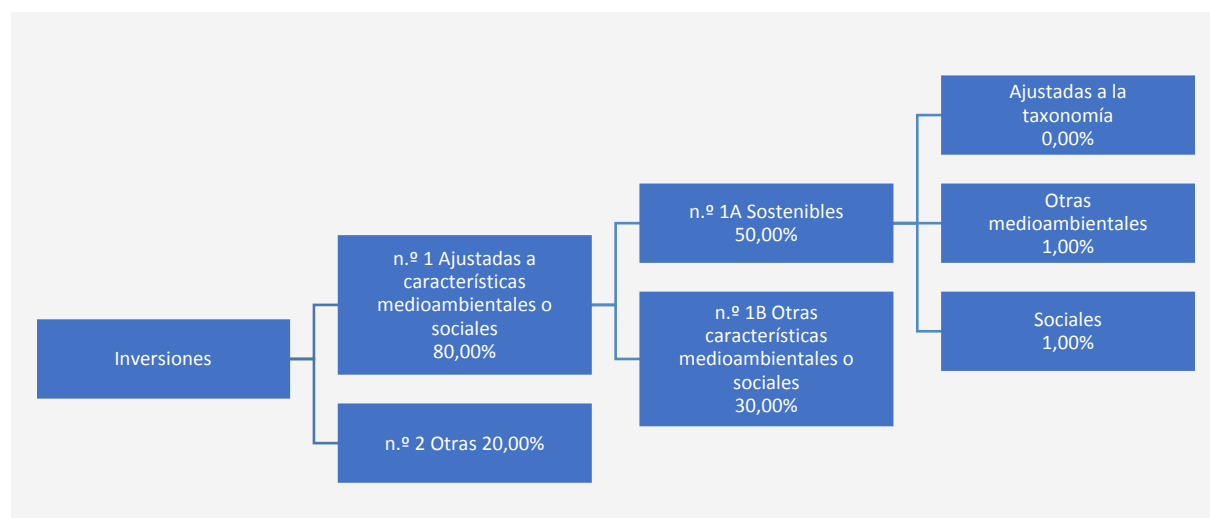 Inversiones
n.º 1 Ajustadas a
características
medioambientales o
sociales
80,00%
n.º 2 Otras 20,00%
n.º 1A Sostenibles
50,00%
n.º 1B Otras
características
medioambientales o
sociales
30,00%
Ajustadas a la
taxonomía
0,00%
Otras
medioambientales
1,00%
Sociales
1,00%